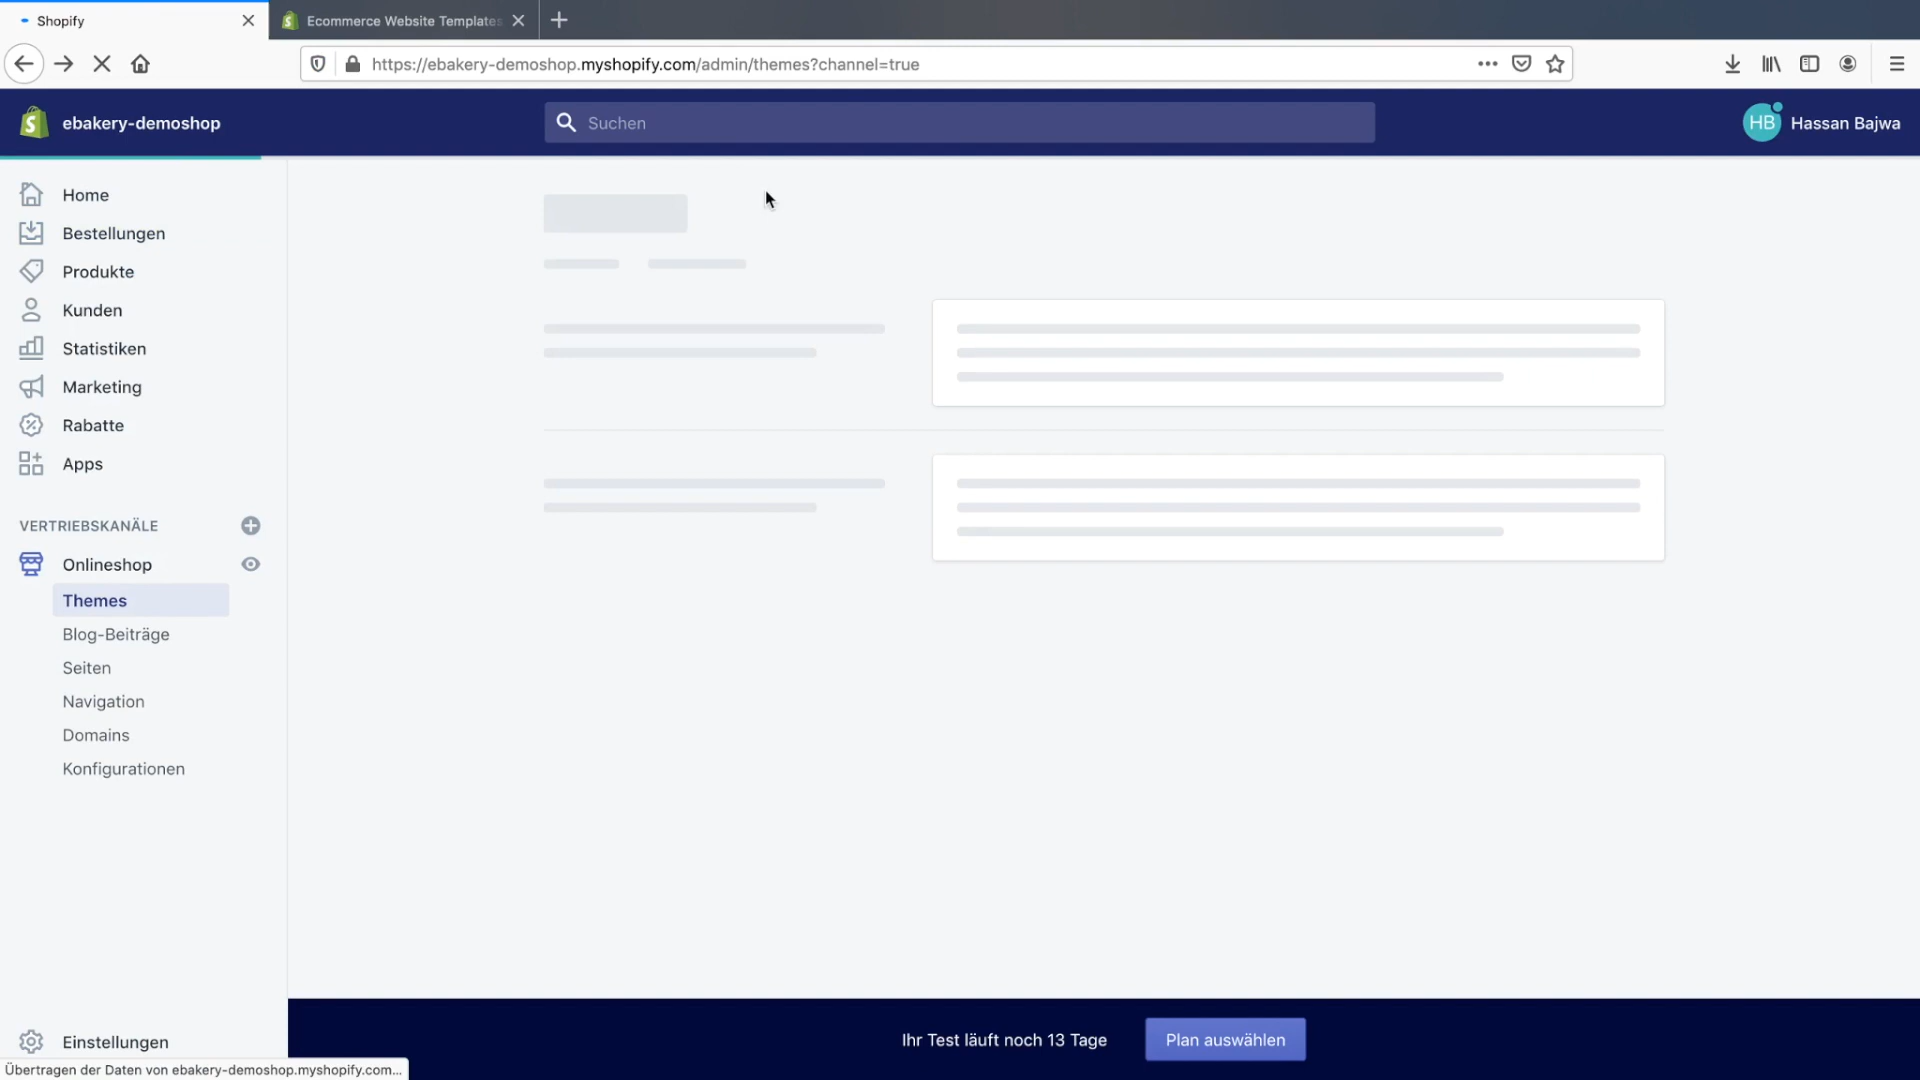 Shopify
Ecommerce Website Templates
https://ebakery-demoshop.myshopify.com/admin/themes?channel=true
ebakery-demoshop
Suchen
HB Hassan Bajwa
Home
Bestellungen
Produkte
Kunden
Statistiken
Marketing
Rabatte
Apps
VERTRIEBSKANÄLE
Onlineshop
Themes
Blog-Beiträge
Seiten
Navigation
Domains
Konfigurationen
Einstellungen
Ihr Test läuft noch 13 Tage
Plan auswählen
Übertragen der Daten von ebakery-demoshop.myshopify.com...